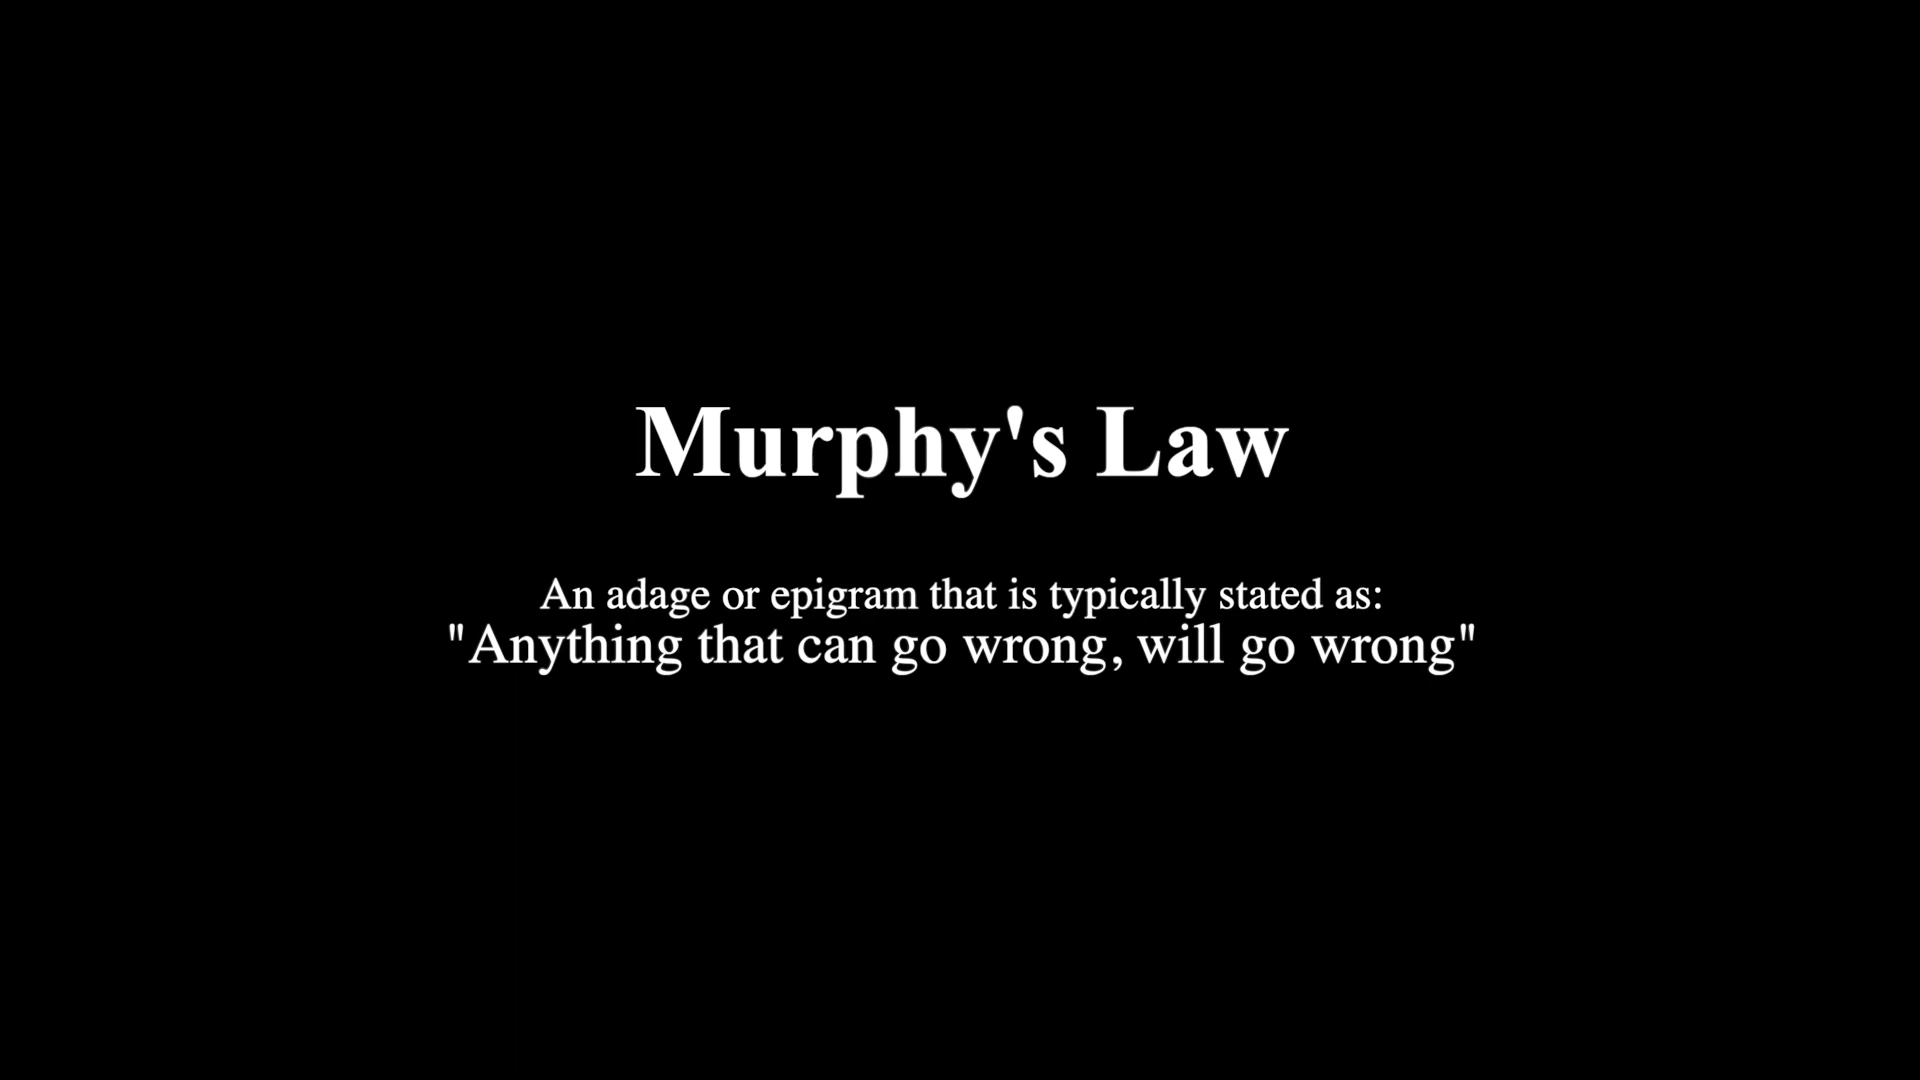 Murphy's Law
An adage or epigram that is typically stated as:
"Anything that can go wrong, will go wrong"